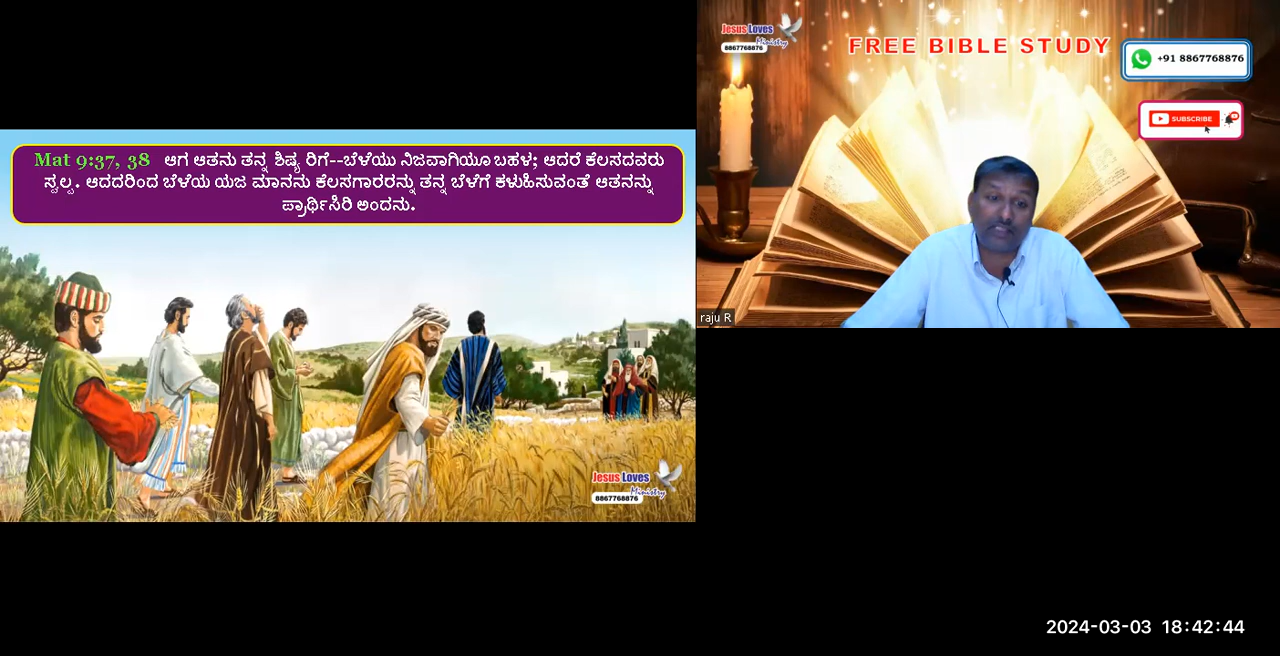 Mat 9:37, 38 ಆಗ ಆತನು ತನ್ನ ಶಿಷ್ಯ ರಿಗೆ--ಬೆಳೆಯು ನಿಜವಾಗಿಯೂ ಬಹಳ; ಆದರೆ ಕೆಲಸದವರು
ಸ್ವಲ್ಪ. ಆದದರಿಂದ ಬೆಳೆಯ ಯಜ ಮಾನನು ಕೆಲಸಗಾರರನ್ನು ತನ್ನ ಬೆಳೆಗೆ ಕಳುಹಿಸುವಂತೆ ಆತನನ್ನು
ಪ್ರಾರ್ಥಿಸಿರಿ ಅಂದನು.
Jesus Loves
Ministry
8867768876
Jesus Loves
Ministry
8867768876
FREE BIBLE STUDY
+91 8867768876
SUBSCRIBE
raju R
2024-03-03 18:42:44